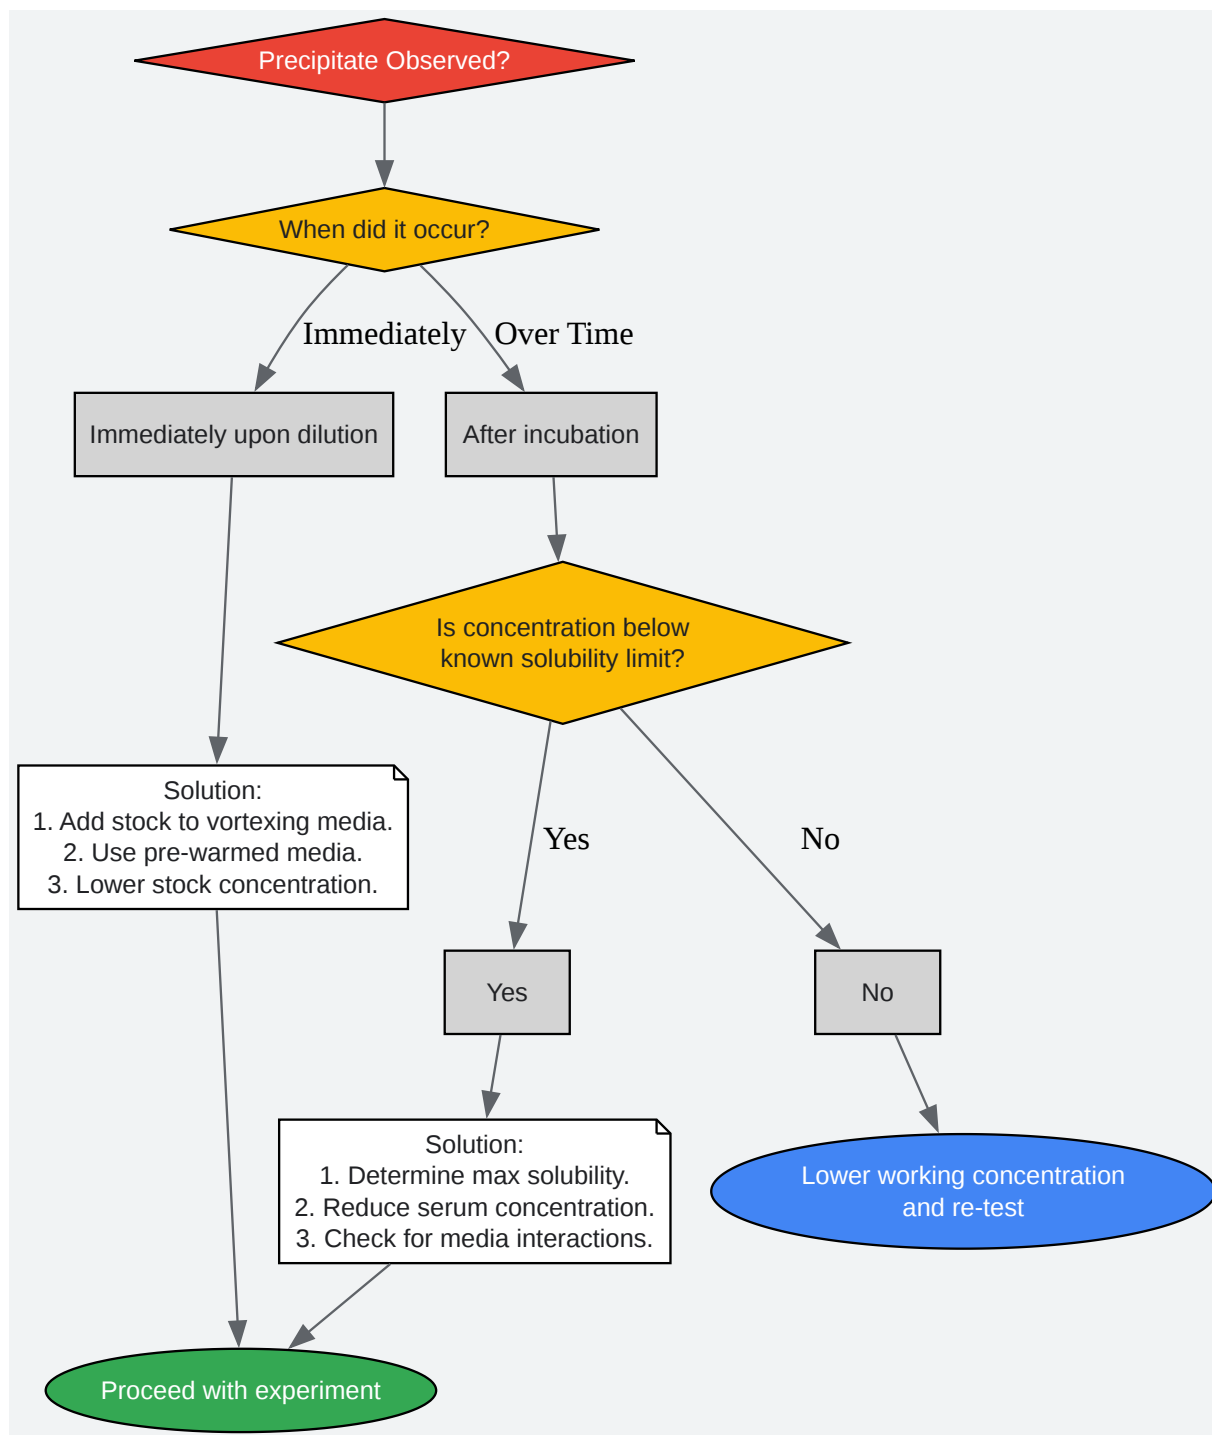 Precipitate Observed?
When did it occur?
Immediately
Over Time
Immediately upon dilution
After incubation
Is concentration below
known solubility limit?
Solution:
1. Add stock to vortexing media.
2. Use pre-warmed media.
3. Lower stock concentration.
Yes
No
Yes
No
Solution:
1. Determine max solubility.
2. Reduce serum concentration.
3. Check for media interactions.
Lower working concentration
and re-test
Proceed with experiment